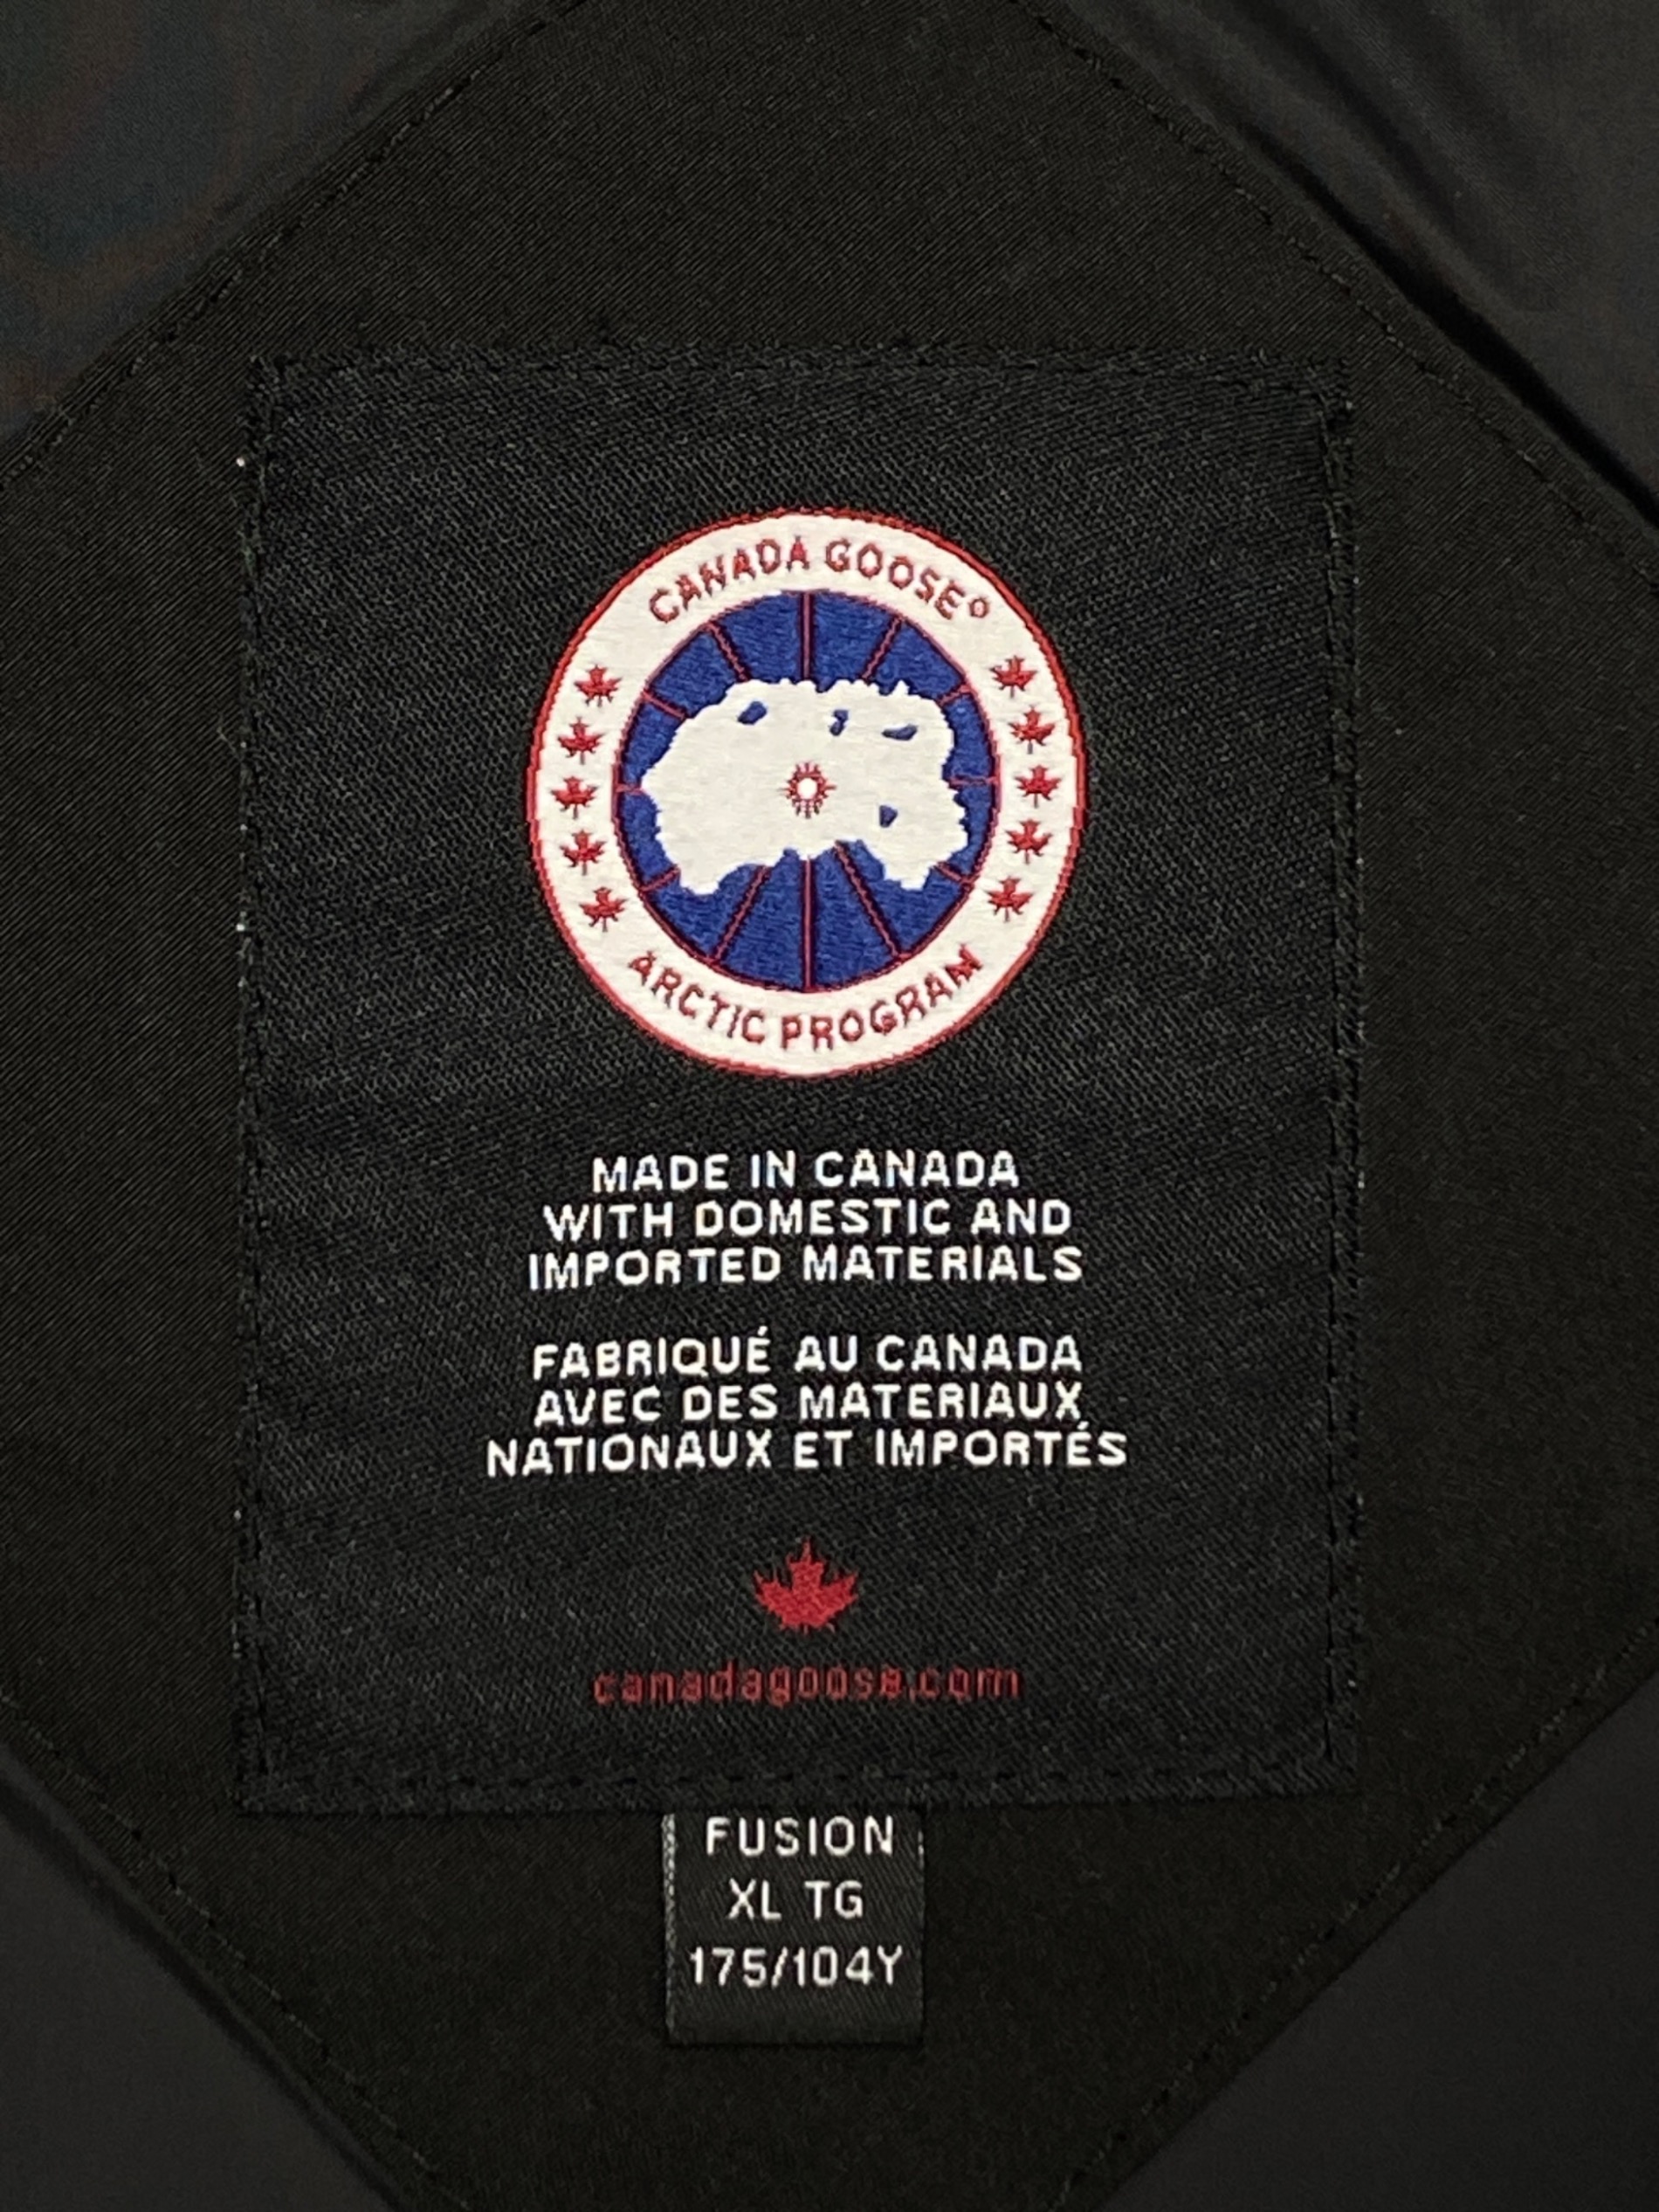 CANADA GOOSE®
ARCTIC PROGRAM
MADE IN CANADA
WITH DOMESTIC AND
IMPORTED MATERIALS
FABRIQUÉ AU CANADA
AVEC DES MATERIAUX
NATIONAUX ET IMPORTÉS
canadagoose.com
FUSION
XL TG
175/104Y